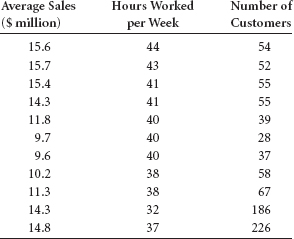 Average Sales Hours Worked Number of
($ million) per Week Customers
15.6 44 54
15.7 43 52
15.4 41 55
14.3 41 55
11.8 40 39
9.7 40 28
9.6 40 37
10.2 38 58
11.3 38 67
14.3 32 186
14.8 37 226